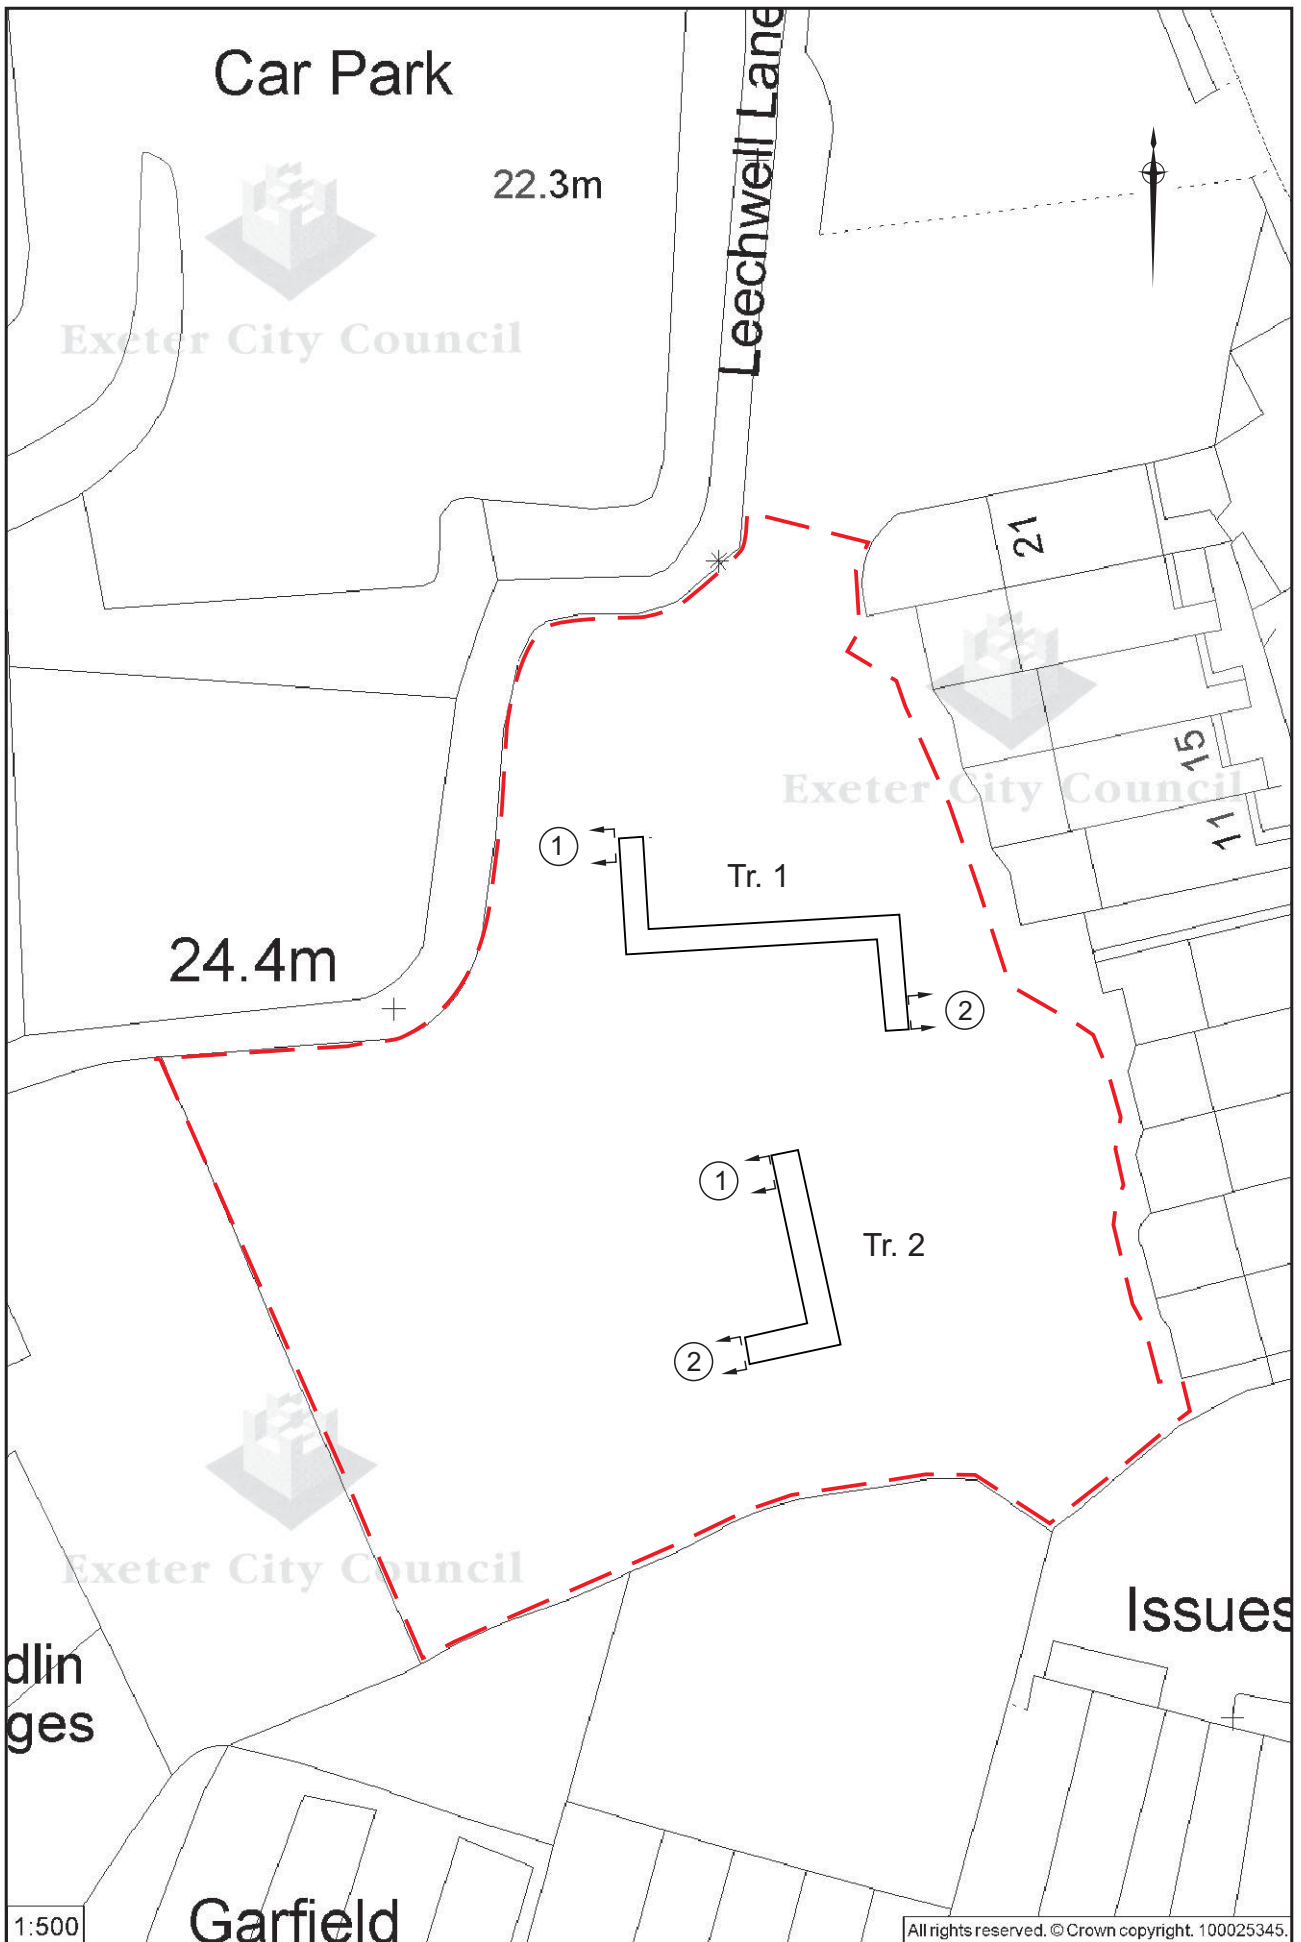 Car Park
Leechwell Lane
22.3m
Exeter City Council
21
15
Exeter City Council
11
1
Tr. 1
24.4m
2
1
Tr. 2
2
Exeter City Council
Issues
dlin
ges
Garfield
1:500
All rights reserved. © Crown copyright. 100025345.